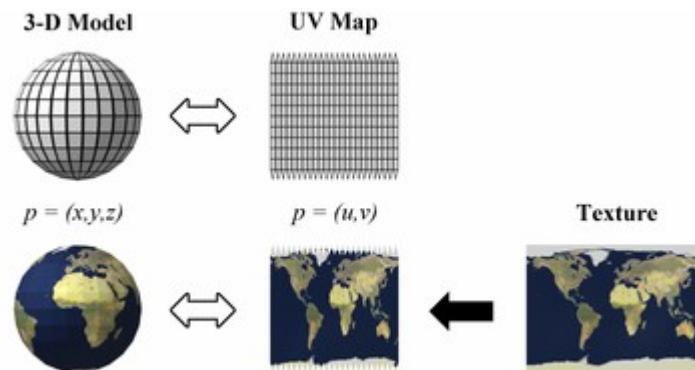 3-D Model
UV Map
p = (x,y,z)
p = (u,v)
Texture